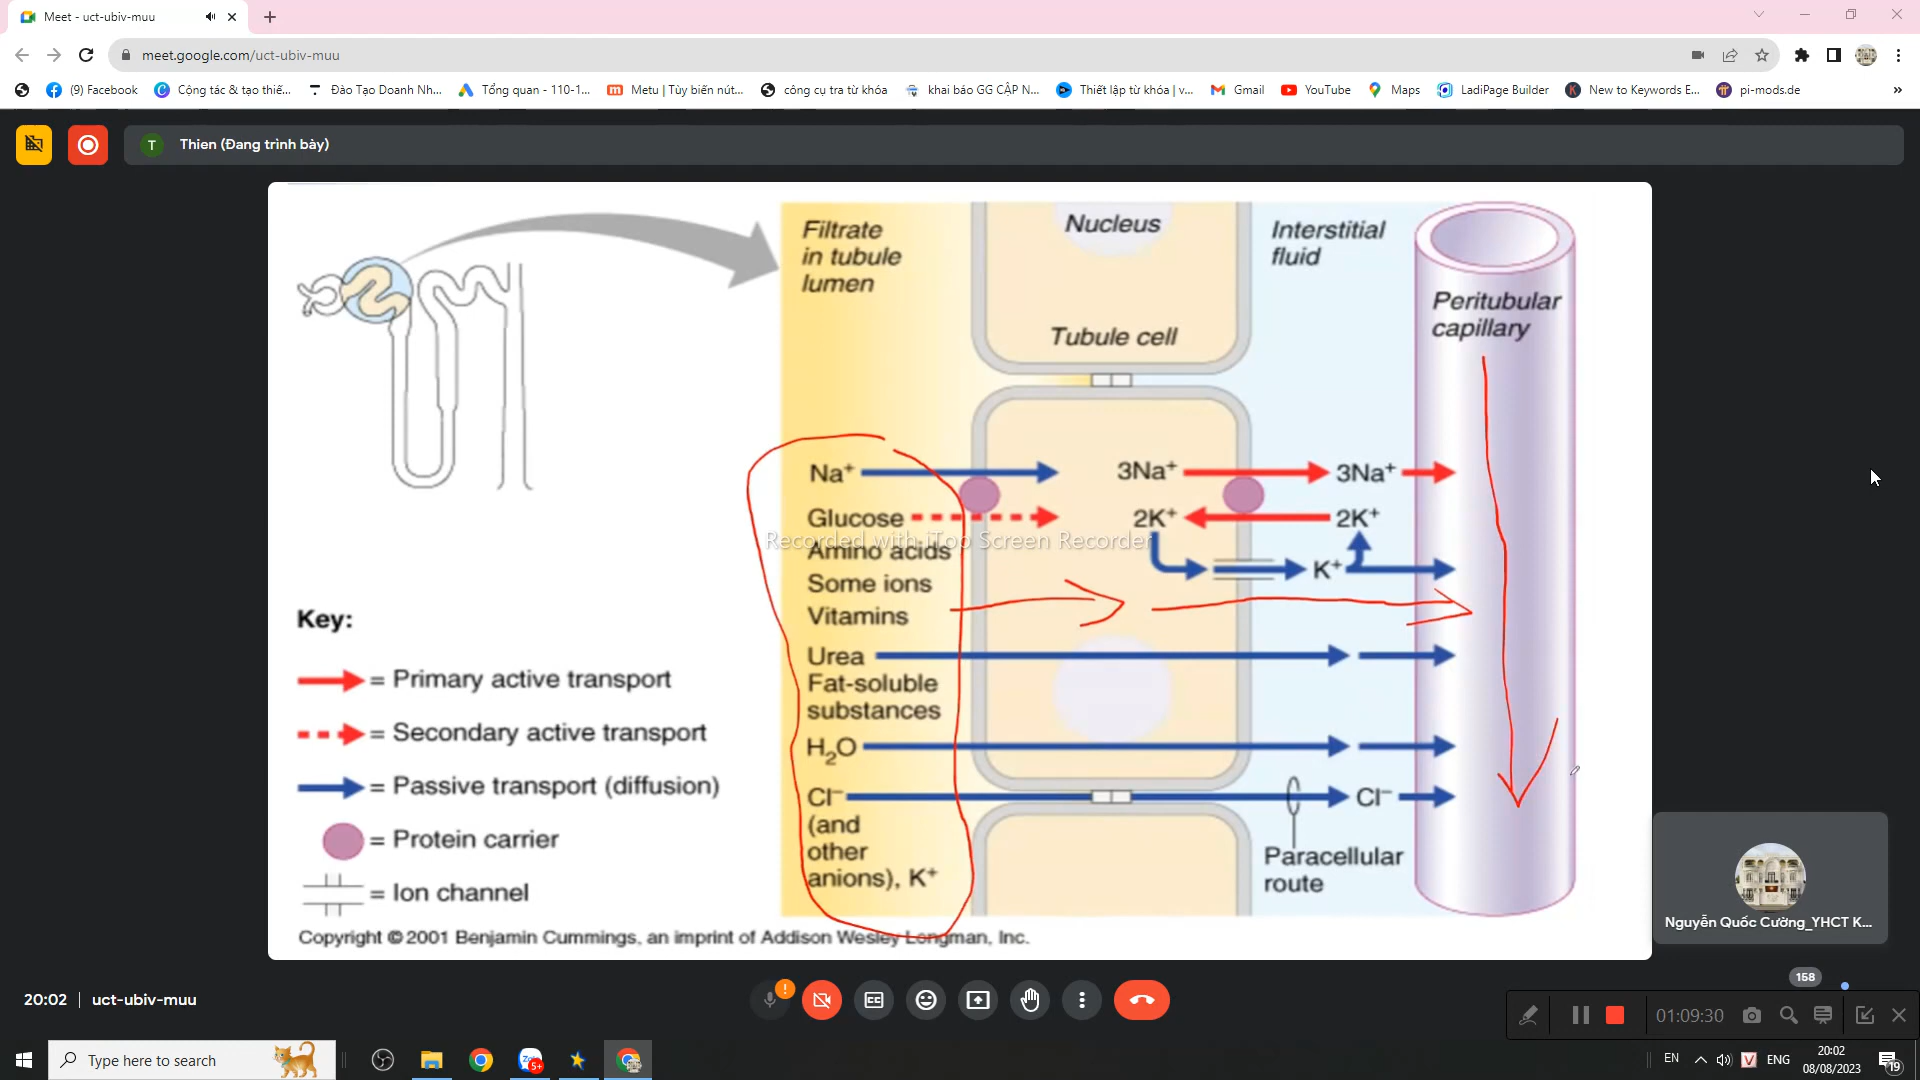 Meet - uct-ubiv-muu
meet.google.com/uct-ubiv-muu
(9) Facebook
Cộng tác & tạo thiế...
Đào Tạo Doanh Nh...
Tổng quan - 110-1...
Metu | Tùy biến nút...
công cụ tra từ khóa
khai báo GG CẬP N...
Thiết lập từ khóa | v...
Gmail
YouTube
Maps
LadiPage Builder
New to Keywords E...
pi-mods.de
»
T
Thien (Đang trình bày)
Filtrate
in tubule
lumen
Nucleus
Tubule cell
Interstitial
fluid
Peritubular
capillary
Na⁺
3Na⁺
3Na⁺
Glucose
2K⁺
2K⁺
Recorded with iTop Screen Recorder
Amino acids
Some ions
K⁺
Vitamins
Urea
Fat-soluble
substances
H₂O
Cl⁻
Cl⁻
(and
other
anions), K⁺
Paracellular
route
Key:
= Primary active transport
= Secondary active transport
= Passive transport (diffusion)
= Protein carrier
= Ion channel
Copyright © 2001 Benjamin Cummings, an imprint of Addison Wesley Longman, Inc.
Nguyễn Quốc Cường_YHCT K...
20:02 | uct-ubiv-muu
158
01:09:30
Type here to search
5+
EN
ENG
20:02
08/08/2023
19